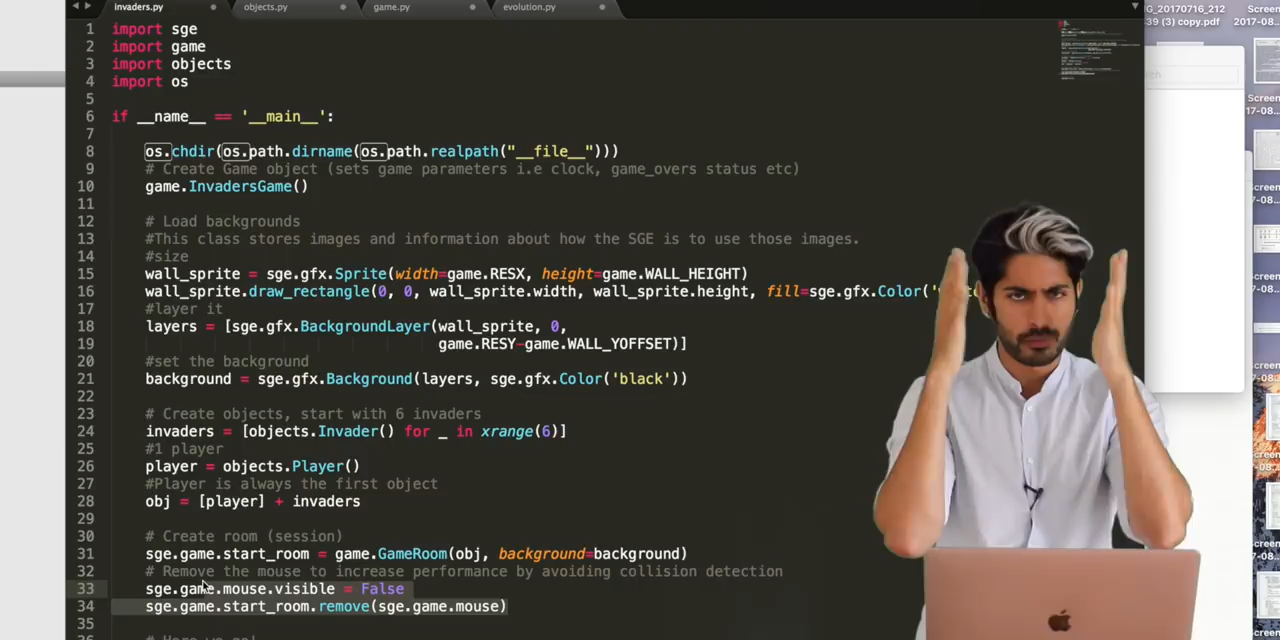 invaders.py
objects.py
game.py
evolution.py
1 import sge
2 import game
3 import objects
4 import os
5
6 if __name__ == '__main__':
7
8 os.chdir(os.path.dirname(os.path.realpath("__file__")))
9 # Create Game object (sets game parameters i.e clock, game_overs status etc)
10 game.InvadersGame()
11
12 # Load backgrounds
13 #This class stores images and information about how the SGE is to use those images.
14 #size
15 wall_sprite = sge.gfx.Sprite(width=game.RESX, height=game.WALL_HEIGHT)
16 wall_sprite.draw_rectangle(0, 0, wall_sprite.width, wall_sprite.height, fill=sge.gfx.Color('
17 #layer it
18 layers = [sge.gfx.BackgroundLayer(wall_sprite, 0,
19 game.RESY-game.WALL_YOFFSET)]
20 #set the background
21 background = sge.gfx.Background(layers, sge.gfx.Color('black'))
22
23 # Create objects, start with 6 invaders
24 invaders = [objects.Invader() for _ in xrange(6)]
25 #1 player
26 player = objects.Player()
27 #Player is always the first object
28 obj = [player] + invaders
29
30 # Create room (session)
31 sge.game.start_room = game.GameRoom(obj, background=background)
32 # Remove the mouse to increase performance by avoiding collision detection
33 sge.game.mouse.visible = False
34 sge.game.start_room.remove(sge.game.mouse)
35
G_20170716_212
39 (3) copy.pdf
Screen
2017-08